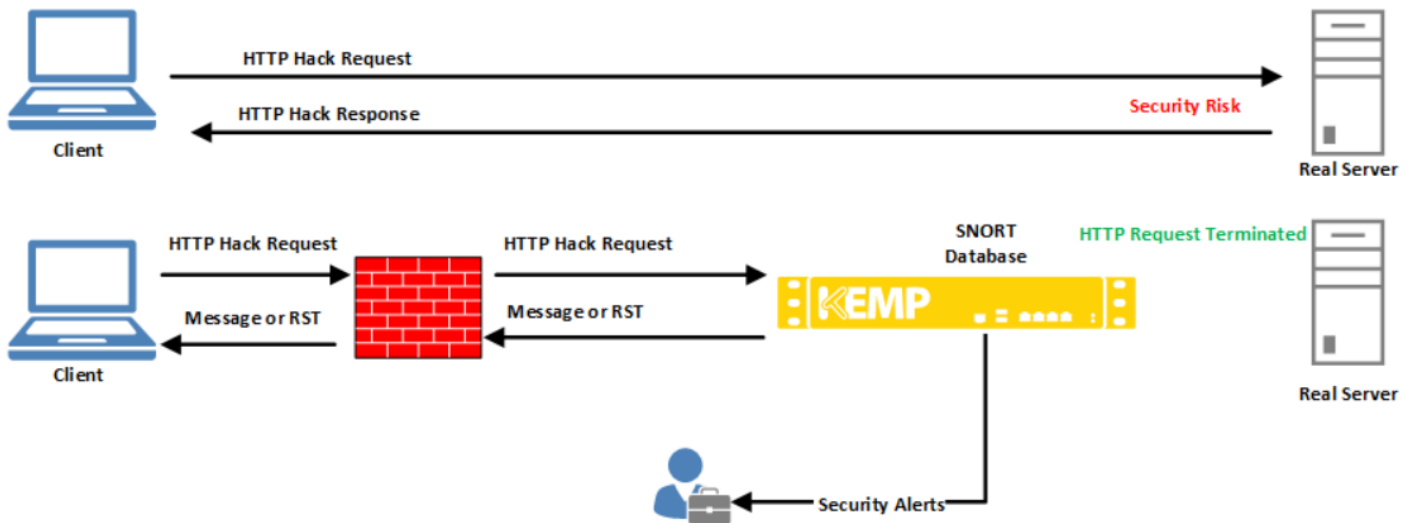 HTTP Hack Request
HTTP Hack Response
Security Risk
Client
Real Server
HTTP Hack Request
HTTP Hack Request
SNORT
Database
HTTP Request Terminated
KEMP
Message or RST
Message or RST
Client
Real Server
Security Alerts